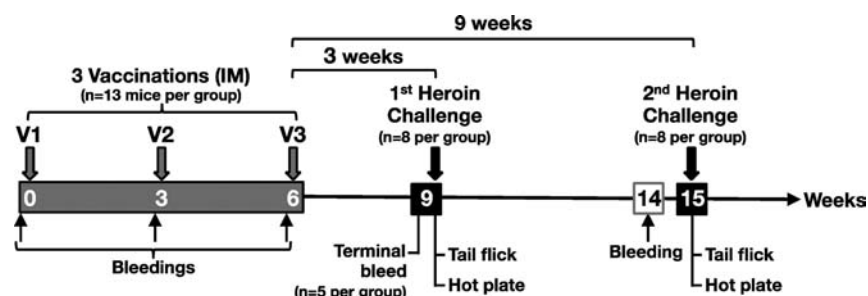 9 weeks
3 weeks
3 Vaccinations (IM)
(n=13 mice per group)
V1
V2
V3
1st Heroin
Challenge
(n=8 per group)
2nd Heroin
Challenge
(n=8 per group)
0
3
6
9
14
15
Weeks
Bleedings
Terminal
bleed
(n=5 per group)
Tail flick
Hot plate
Bleeding
Tail flick
Hot plate